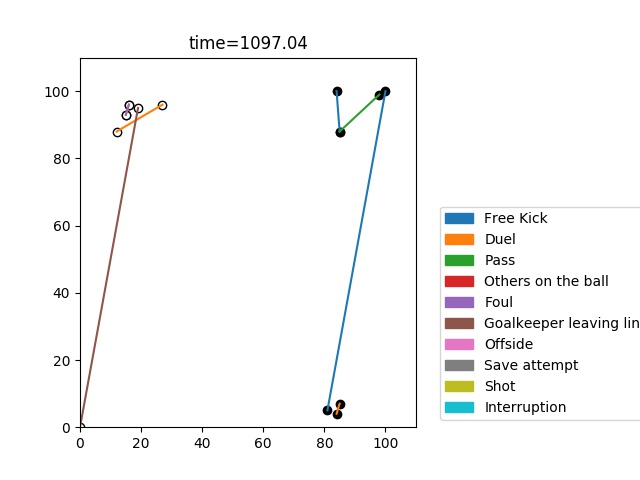 time=1097.04
100
80
60
40
20
0
0 20 40 60 80 100
Free Kick
Duel
Pass
Others on the ball
Foul
Goalkeeper leaving lin
Offside
Save attempt
Shot
Interruption